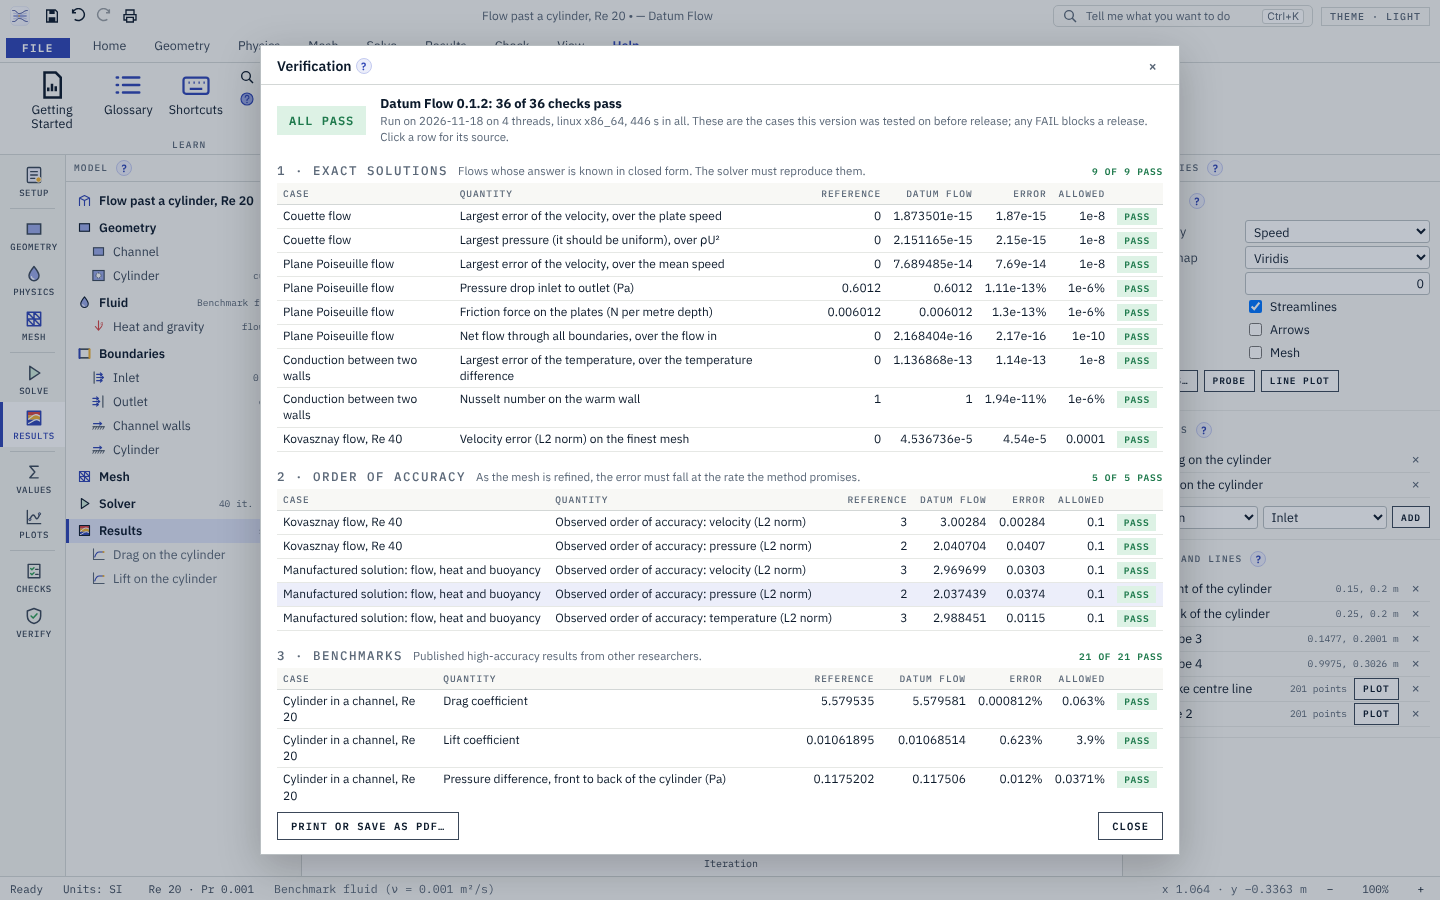 Flow past a cylinder, Re 20 • — Datum Flow
Tell me what you want to do Ctrl+K
THEME · LIGHT
FILE Home Geometry
Getting Started
Glossary
Shortcuts
LEARN
SETUP
GEOMETRY
PHYSICS
MESH
SOLVE
RESULTS
VALUES
PLOTS
CHECKS
VERIFY
MODEL ?
Flow past a cylinder, Re 20
Geometry
Channel
Cylinder
Fluid Benchmark
Heat and gravity
Boundaries
Inlet
Outlet
Channel walls
Cylinder
Mesh
Solver 40 it.
Results
Drag on the cylinder
Lift on the cylinder
Verification ?
×
ALL PASS
Datum Flow 0.1.2: 36 of 36 checks pass
Run on 2026-11-18 on 4 threads, linux x86_64, 446 s in all. These are the cases this version was tested on before release; any FAIL blocks a release.
Click a row for its source.
1 · EXACT SOLUTIONS Flows whose answer is known in closed form. The solver must reproduce them. 9 OF 9 PASS
CASE QUANTITY REFERENCE DATUM FLOW ERROR ALLOWED
Couette flow Largest error of the velocity, over the plate speed 0 1.873501e-15 1.87e-15 1e-8 PASS
Couette flow Largest pressure (it should be uniform), over ρU² 0 2.151165e-15 2.15e-15 1e-8 PASS
Plane Poiseuille flow Largest error of the velocity, over the mean speed 0 7.689485e-14 7.69e-14 1e-8 PASS
Plane Poiseuille flow Pressure drop inlet to outlet (Pa) 0.6012 0.6012 1.11e-13% 1e-6% PASS
Plane Poiseuille flow Friction force on the plates (N per metre depth) 0.006012 0.006012 1.3e-13% 1e-6% PASS
Plane Poiseuille flow Net flow through all boundaries, over the flow in 0 2.168404e-16 2.17e-16 1e-10 PASS
Conduction between two walls Largest error of the temperature, over the temperature difference 0 1.136868e-13 1.14e-13 1e-8 PASS
Conduction between two walls Nusselt number on the warm wall 1 1 1.94e-11% 1e-6% PASS
Kovasznay flow, Re 40 Velocity error (L2 norm) on the finest mesh 0 4.536736e-5 4.54e-5 0.0001 PASS
2 · ORDER OF ACCURACY As the mesh is refined, the error must fall at the rate the method promises. 5 OF 5 PASS
CASE QUANTITY REFERENCE DATUM FLOW ERROR ALLOWED
Kovasznay flow, Re 40 Observed order of accuracy: velocity (L2 norm) 3 3.00284 0.00284 0.1 PASS
Kovasznay flow, Re 40 Observed order of accuracy: pressure (L2 norm) 2 2.040704 0.0407 0.1 PASS
Manufactured solution: flow, heat and buoyancy Observed order of accuracy: velocity (L2 norm) 3 2.969699 0.0303 0.1 PASS
Manufactured solution: flow, heat and buoyancy Observed order of accuracy: pressure (L2 norm) 2 2.037439 0.0374 0.1 PASS
Manufactured solution: flow, heat and buoyancy Observed order of accuracy: temperature (L2 norm) 3 2.988451 0.0115 0.1 PASS
3 · BENCHMARKS Published high-accuracy results from other researchers. 21 OF 21 PASS
CASE QUANTITY REFERENCE DATUM FLOW ERROR ALLOWED
Cylinder in a channel, Re 20 Drag coefficient 5.579535 5.579581 0.000812% 0.063% PASS
Cylinder in a channel, Re 20 Lift coefficient 0.01061895 0.01068514 0.623% 3.9% PASS
Cylinder in a channel, Re 20 Pressure difference, front to back of the cylinder (Pa) 0.1175202 0.117506 0.012% 0.0371% PASS
PRINT OR SAVE AS PDF…
CLOSE
?
?
Speed
Viridis
0
Streamlines
Arrows
Mesh
PROBE
LINE PLOT
?
on the cylinder ×
on the cylinder ×
Inlet ADD
AND LINES ?
of the cylinder 0.15, 0.2 m ×
of the cylinder 0.25, 0.2 m ×
3 0.1477, 0.2001 m ×
4 0.9975, 0.3026 m ×
centre line 201 points PLOT ×
2 201 points PLOT ×
Iteration
Ready Units: SI Re 20 · Pr 0.001 Benchmark fluid (ν = 0.001 m²/s)
x 1.064 · y −0.3363 m − 100% +